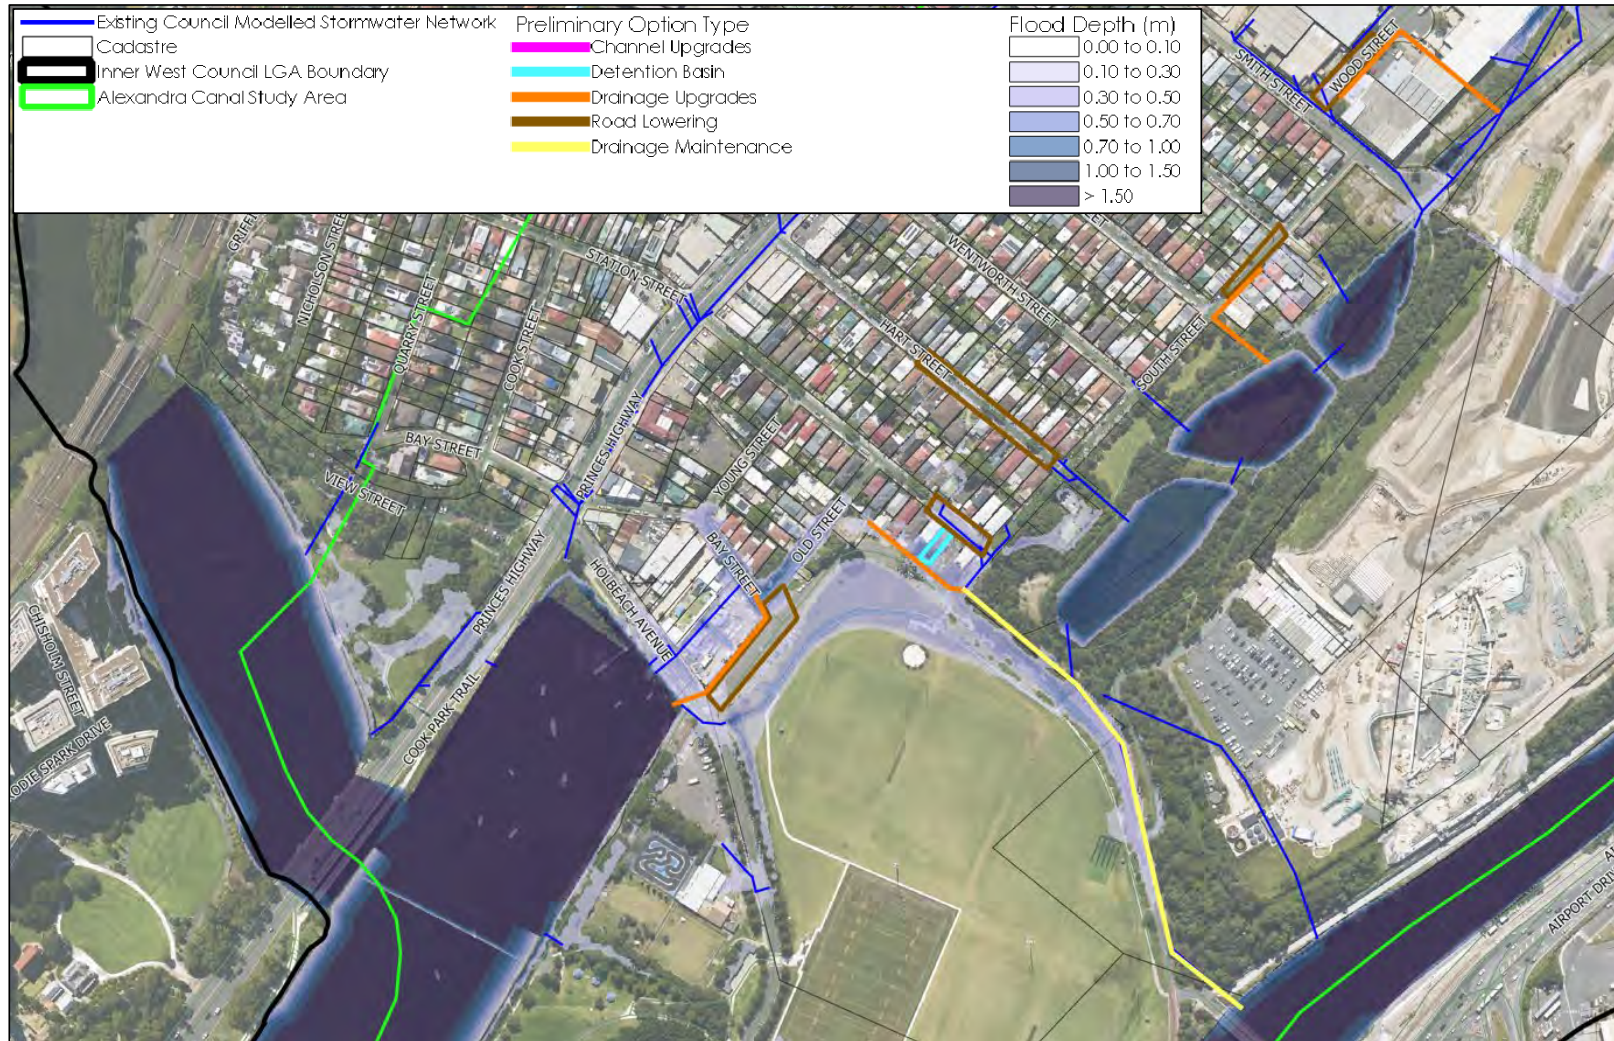 Existing Council Modelled Stormwater Network
Cadastre
Inner West Council LGA Boundary
Alexandra Canal Study Area
Preliminary Option Type
Channel Upgrades
Detention Basin
Drainage Upgrades
Road Lowering
Drainage Maintenance
Flood Depth (m)
0.00 to 0.10
0.10 to 0.30
0.30 to 0.50
0.50 to 0.70
0.70 to 1.00
1.00 to 1.50
> 1.50
SMITH STREET
WOOD STREET
GRIFFI
NICHOLSON STREE
QUARRY STREET
COOK STREET
STATION STREET
WENTWORTH STREET
HART STREET
SOUTH STREET
BAY STREET
VIEW STREET
PRINCES HIGHWAY
YOUNG STREET
OLD STREET
BAY STREET
PRINCES HIGHWAY
HOLBEACH AVENUE
CHISHOLM STREET
COOK PARK TRAIL
ODIE SPARK DRIVE
AIRPORT DRIV